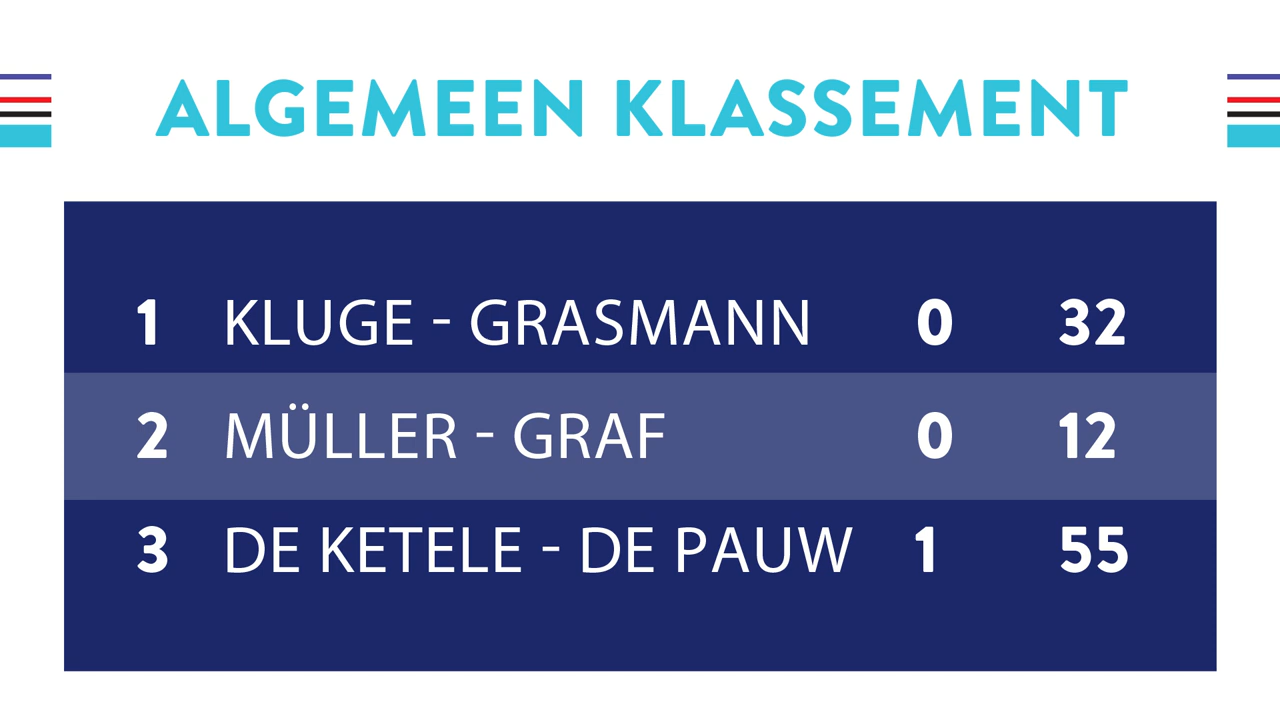 ALGEMEEN KLASSEMENT
1 KLUGE - GRASMANN 0 32
2 MÜLLER - GRAF 0 12
3 DE KETELE - DE PAUW 1 55